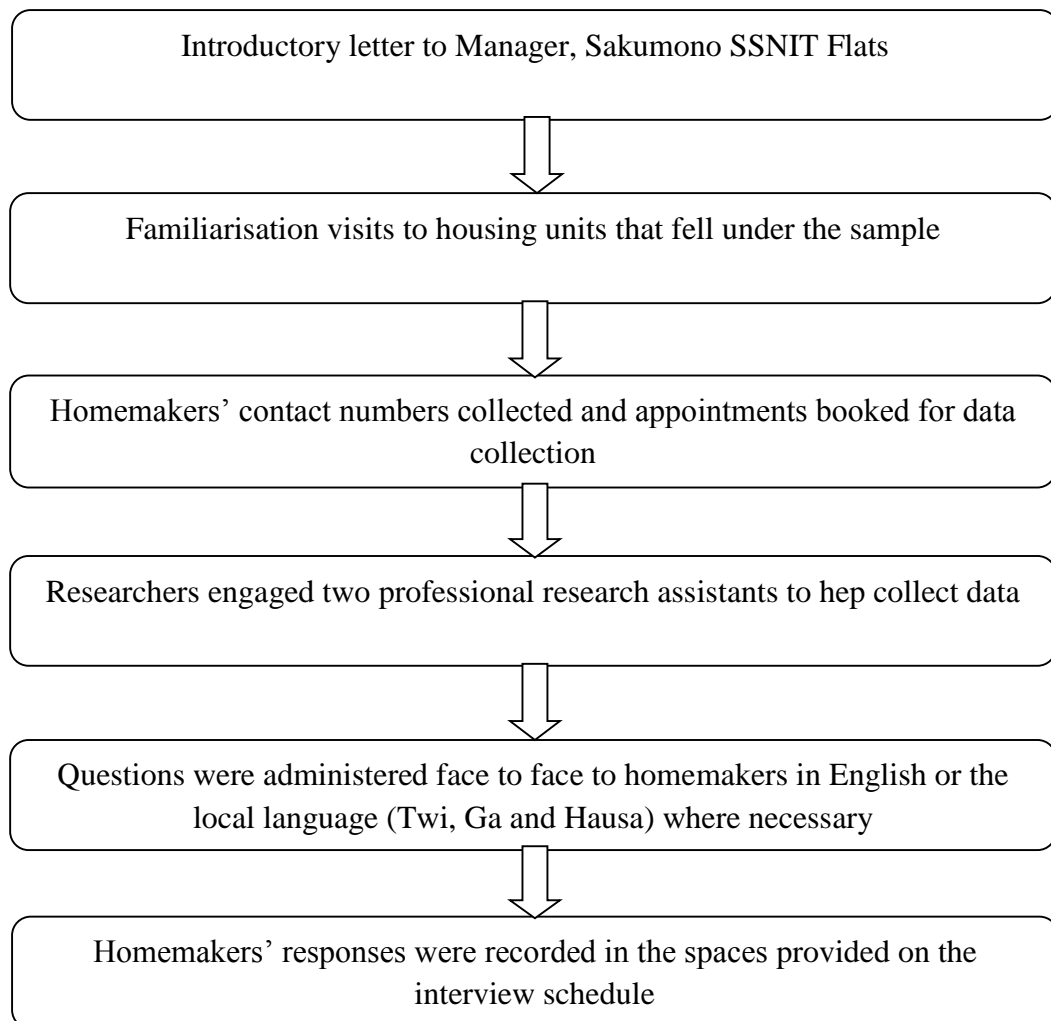 Introductory letter to Manager, Sakumono SSNIT Flats
Familiarisation visits to housing units that fell under the sample
Homemakers’ contact numbers collected and appointments booked for data
collection
Researchers engaged two professional research assistants to hep collect data
Questions were administered face to face to homemakers in English or the
local language (Twi, Ga and Hausa) where necessary
Homemakers’ responses were recorded in the spaces provided on the
interview schedule